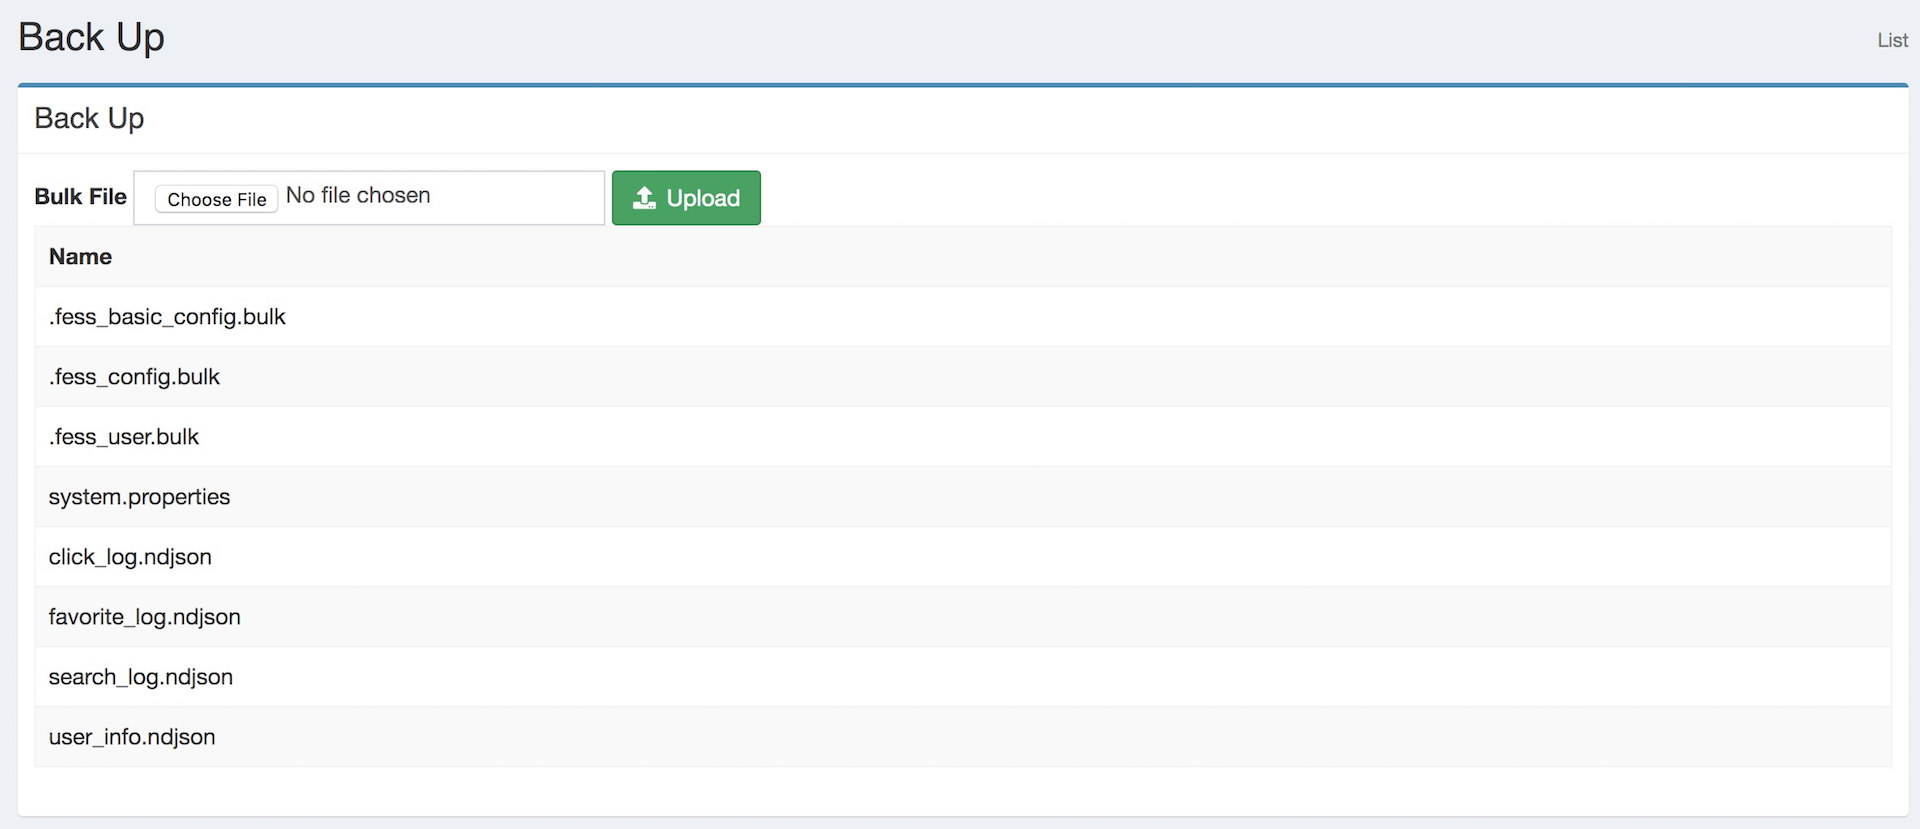 Back Up
List
Back Up
Bulk File Choose File No file chosen Upload
Name
.fess_basic_config.bulk
.fess_config.bulk
.fess_user.bulk
system.properties
click_log.ndjson
favorite_log.ndjson
search_log.ndjson
user_info.ndjson